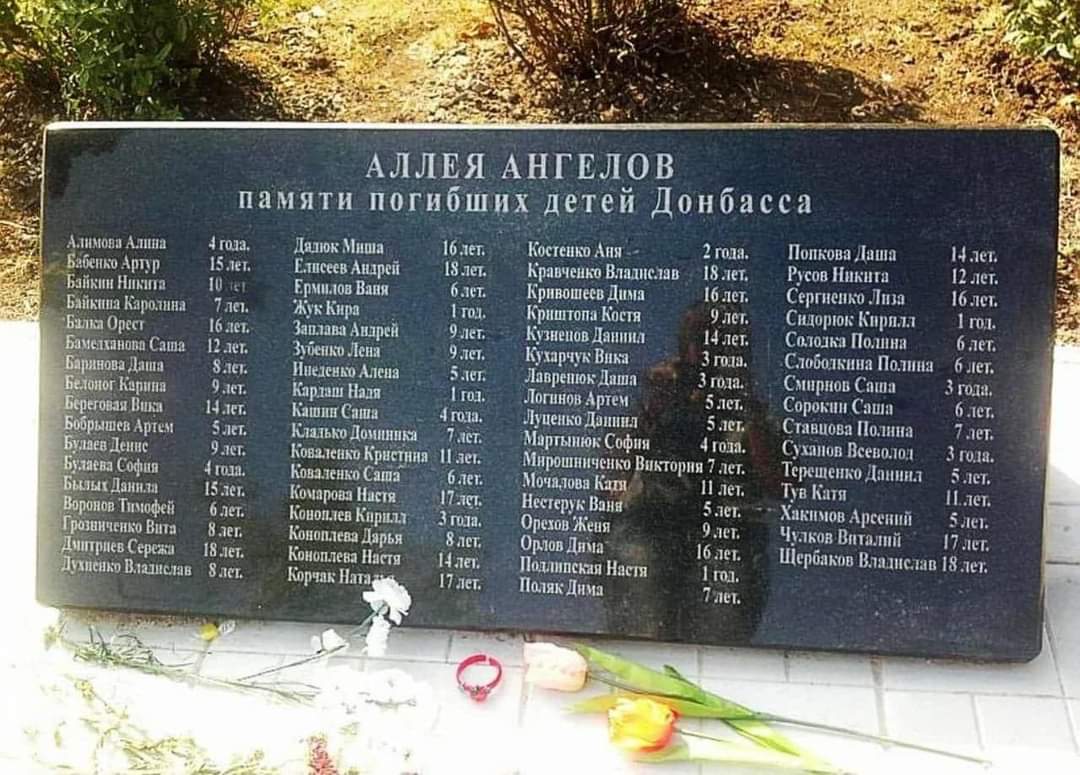 АЛЛЕЯ АНГЕЛОВ
памяти погибших детей Донбасса
Алимова Алина 4 года.
Бабенко Артур 15 лет.
Байкин Никита 10 лет
Байкина Каролина 7 лет.
Балка Орест 16 лет.
Бамелханова Саша 12 лет.
Баринова Даша 8 лет.
Белоног Карина 9 лет.
Береговая Вика 14 лет.
Бобрышев Артем 5 лет.
Булаев Денис 9 лет.
Булаева София 4 года.
Былых Данила 15 лет.
Воронов Тимофей 6 лет.
Грозниченко Вита 8 лет.
Дмитриев Сережа 18 лет.
Духненко Владислав 8 лет.
Дядюк Миша 16 лет.
Елисеев Андрей 18 лет.
Ермилов Ваня 6 лет.
Жук Кира 1 год.
Заплава Андрей 9 лет.
Зубенко Лена 9 лет.
Инеденко Алена 5 лет.
Кардаш Надя 1 год.
Кашин Саша 4 года.
Кладько Доминика 7 лет.
Коваленко Кристина 11 лет.
Коваленко Саша 6 лет.
Комарова Настя 17 лет.
Коноплев Кирилл 3 года.
Коноплева Дарья 8 лет.
Коноплева Настя 14 лет.
Корчак 17 лет.
Костенко Аня 2 года.
Кравченко Владислав 18 лет.
Кривошеев Дима 16 лет.
Криштопа Костя 9 лет.
Кузнецов Даниил 14 лет.
Кухарчук Вика 3 года.
Лавренюк Даша 3 года.
Логинов Артем 5 лет.
Луценко Даниил 5 лет.
Мартынюк София 4 года.
Мирошниченко Виктория 7 лет.
Мочалова Катя 11 лет.
Нестерук Ваня 5 лет.
Орехов Женя 9 лет.
Орлов Дима 16 лет.
Подлипская Настя 1 год.
Поляк Дима 7 лет.
Попкова Даша 14 лет.
Русов Никита 12 лет.
Сергиенко Лиза 16 лет.
Сидорюк Кирилл 1 год.
Солодка Полина 6 лет.
Слободкина Полина 6 лет.
Смирнов Саша 3 года.
Сорокин Саша 6 лет.
Ставцова Полина 7 лет.
Суханов Всеволод 3 года.
Терещенко Даниил 5 лет.
Тув Катя 11 лет.
Хакимов Арсений 5 лет.
Чулков Виталий 17 лет.
Щербаков Владислав 18 лет.